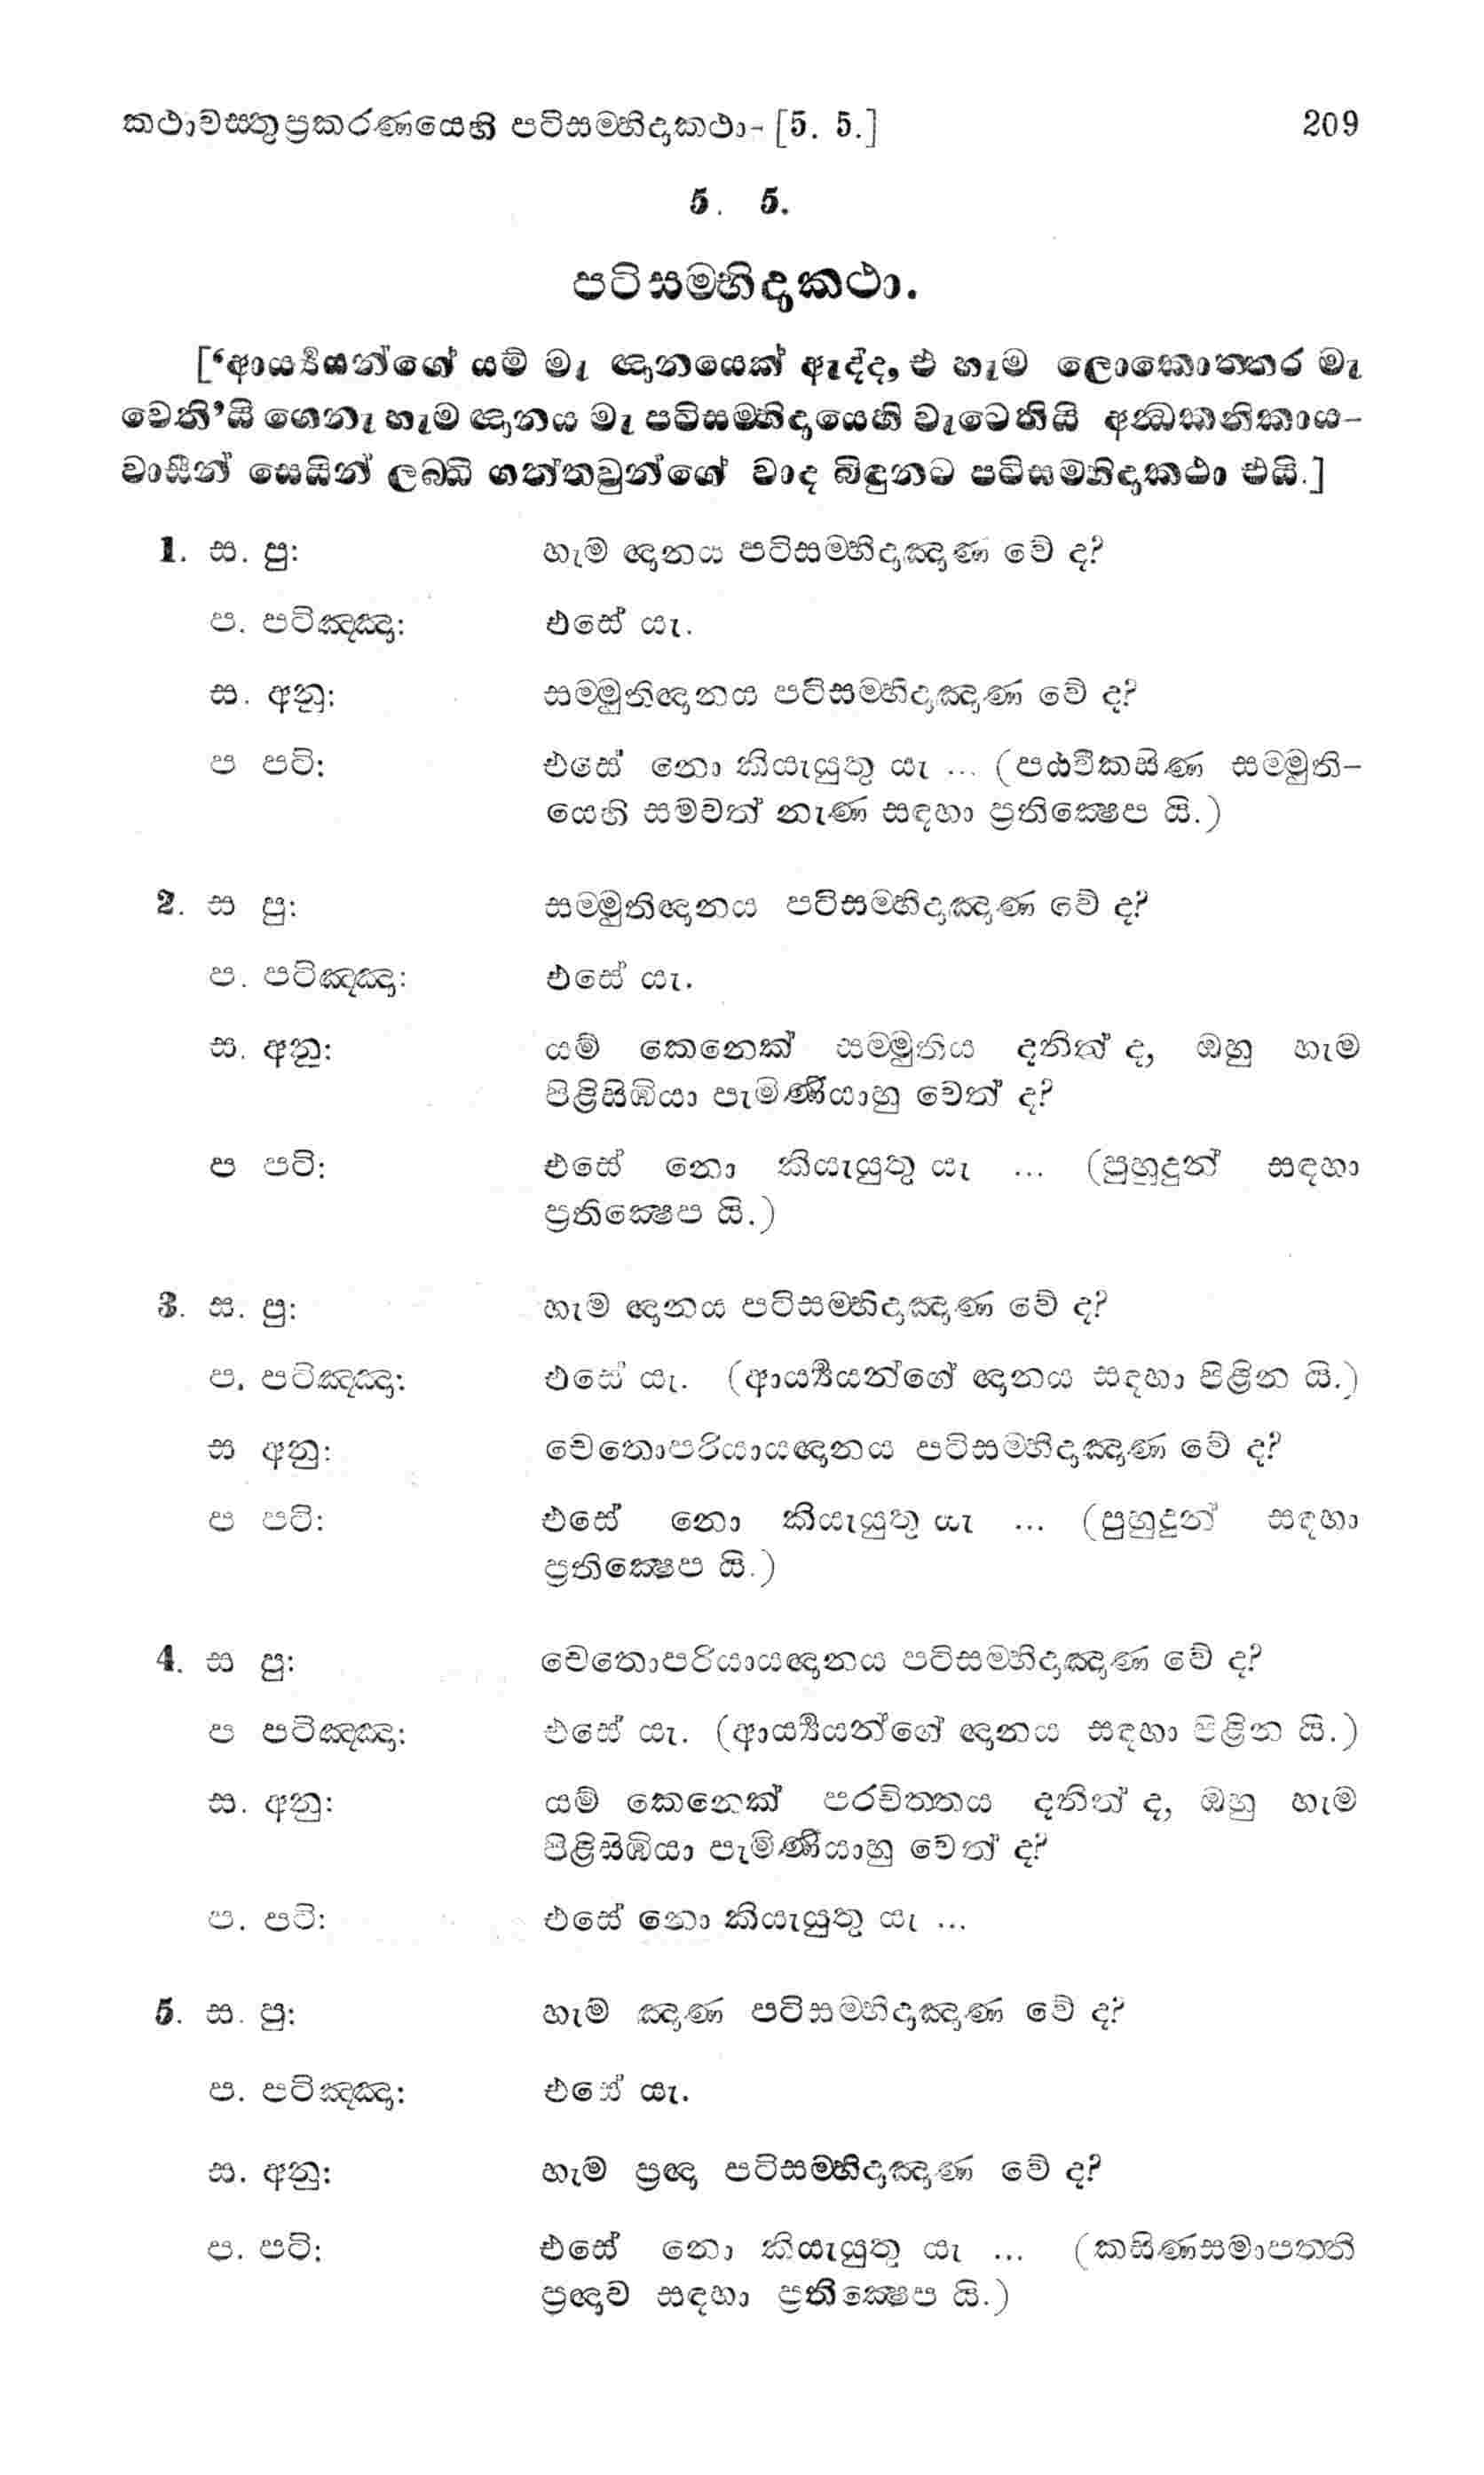 කථාවස්තුප්‍රකරණයෙහි පටිසම්භිදාකථා- [5. 5.] 209
5. 5.
පටිසම්භිදාකථා.
[‘ආර්‍ය්‍යයන්ගේ යම් මැ ඥානයෙක් ඇද්ද, එ හැම ලොකොත්තර මැ
වෙති’යි ගෙනැ හැම ඥානය මැ පටිසම්භිදායෙහි වැටෙතියී අන්‍ධකනිකාය-
වාසීන් සෙයින් ලබ්ධි ගත්තවුන්ගේ වාද බිඳුනට පටිසම්භිදාකථා එයි.]
1. ස. පු: හැම ඥානය පටිසම්භිදාඤාණ වේ ද?
ප. පටිඤ්ඤා: එසේ යැ.
ස. අනු: සම්මුතිඥානය පටිසම්භිදාඤාණ වේ ද?
ප පටි: එසේ නො කියැයුතු යැ ... (පඨවීකසිණ සම්මුති-
යෙහි සමවත් නැණ සඳහා ප්‍රතික්‍ෂෙප යි.)
2. ස පු: සම්මුතිඥානය පටිසම්භිදාඤාණ වේ ද?
ප. පටිඤ්ඤා: එසේ යැ.
ස. අනු: යම් කෙනෙක් සම්මුතිය දනිත් ද, ඔහු හැම
පිළිසිඹියා පැමිණියාහු වෙත් ද?
ප පටි: එසේ නො කියැයුතු යැ ... (පුහුදුන් සඳහා
ප්‍රතික්‍ෂෙප යි.)
3. ස. පු: හැම ඥානය පටිසම්භිදාඤාණ වේ ද?
ප. පටිඤ්ඤා: එසේ යැ. (ආර්‍ය්‍යයන්ගේ ඥානය සඳහා පිළින යි.)
ස අනු: චෙතොපරියායඥානය පටිසම්භිදාඤාණ වේ ද?
ප පටි: එසේ නො කියැයුතු යැ ... (පුහුදුන් සඳහා
ප්‍රතික්‍ෂෙප යි.)
4. ස පු: චෙතොපරියායඥානය පටිසම්භිදාඤාණ වේ ද?
ප පටිඤ්ඤා: එසේ යැ. (ආර්‍ය්‍යයන්ගේ ඥානය සඳහා පිළින යි.)
ස. අනු: යම් කෙනෙක් පරචිත්තය දනිත් ද, ඔහු හැම
පිළිසිඹියා පැමිණියාහු වෙත් ද?
ප. පටි: එසේ නො කියැයුතු යැ ...
5. ස. පු: හැම ඤාණ පටිසම්භිදාඤාණ වේ ද?
ප. පටිඤ්ඤා: එසේ යැ.
ස. අනු: හැම ප්‍රඥා පටිසම්භිදාඤාණ වේ ද?
ප. පටි: එසේ නො කියැයුතු යැ ... (කසිණසමාපත්ති
ප්‍රඥාව සඳහා ප්‍රතික්‍ෂෙප යි.)